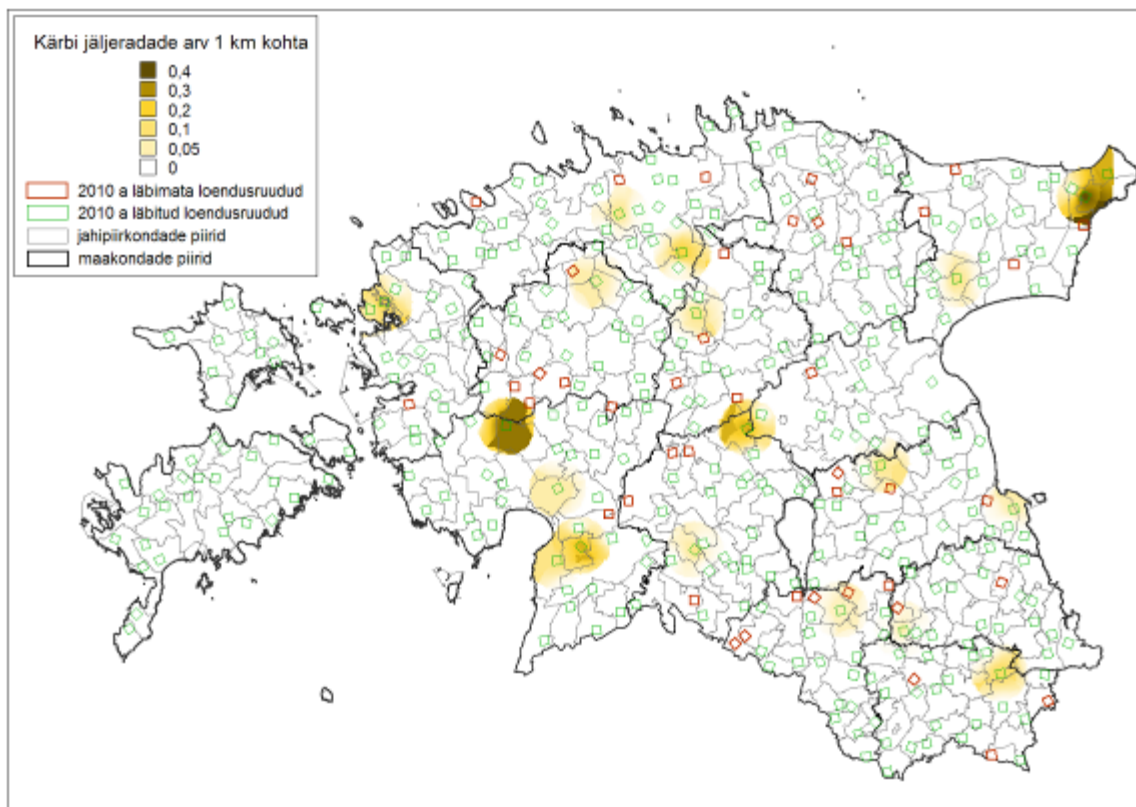 Kärbi jäljeradade arv 1 km kohta
0,4
0,3
0,2
0,1
0,05
0
2010 a läbimata loendusruudud
2010 a läbitud loendusruudud
jahipiirkondade piirid
maakondade piirid